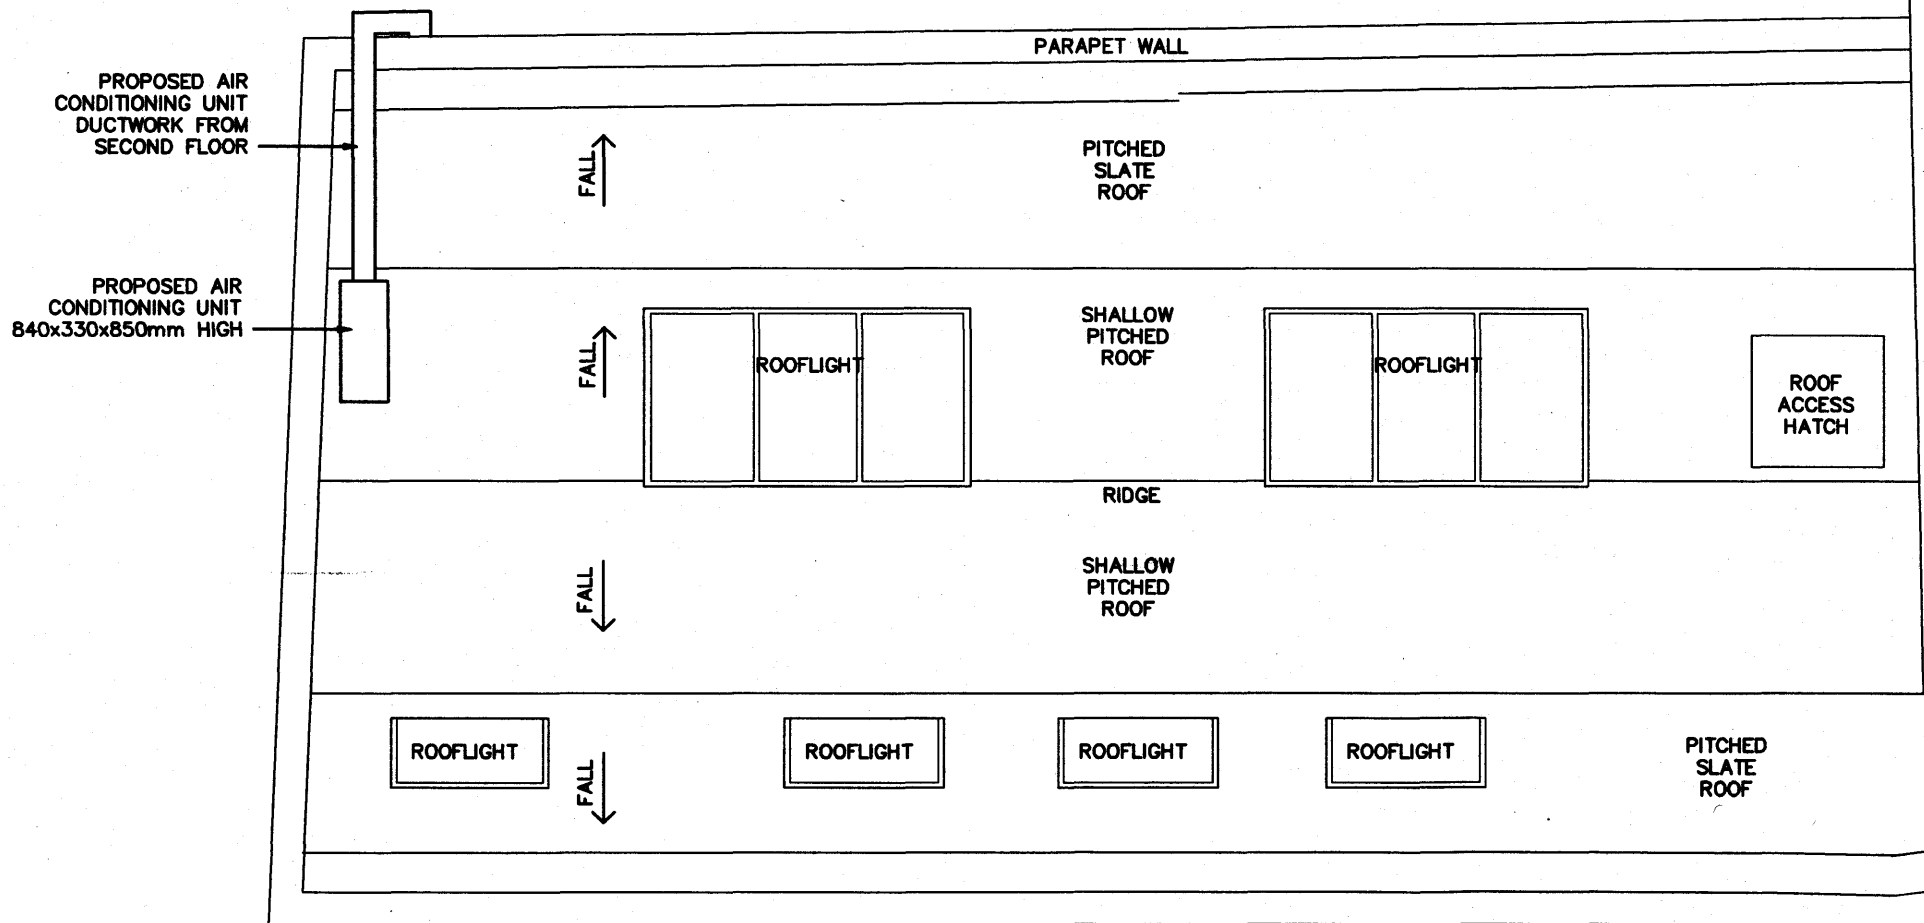 PARAPET WALL
PROPOSED AIR
CONDITIONING UNIT
DUCTWORK FROM
SECOND FLOOR
FALL
PITCHED
SLATE
ROOF
PROPOSED AIR
CONDITIONING UNIT
840x330x850mm HIGH
FALL
ROOFLIGHT
SHALLOW
PITCHED
ROOF
ROOFLIGHT
ROOF
ACCESS
HATCH
RIDGE
FALL
SHALLOW
PITCHED
ROOF
ROOFLIGHT
FALL
ROOFLIGHT
ROOFLIGHT
ROOFLIGHT
PITCHED
SLATE
ROOF